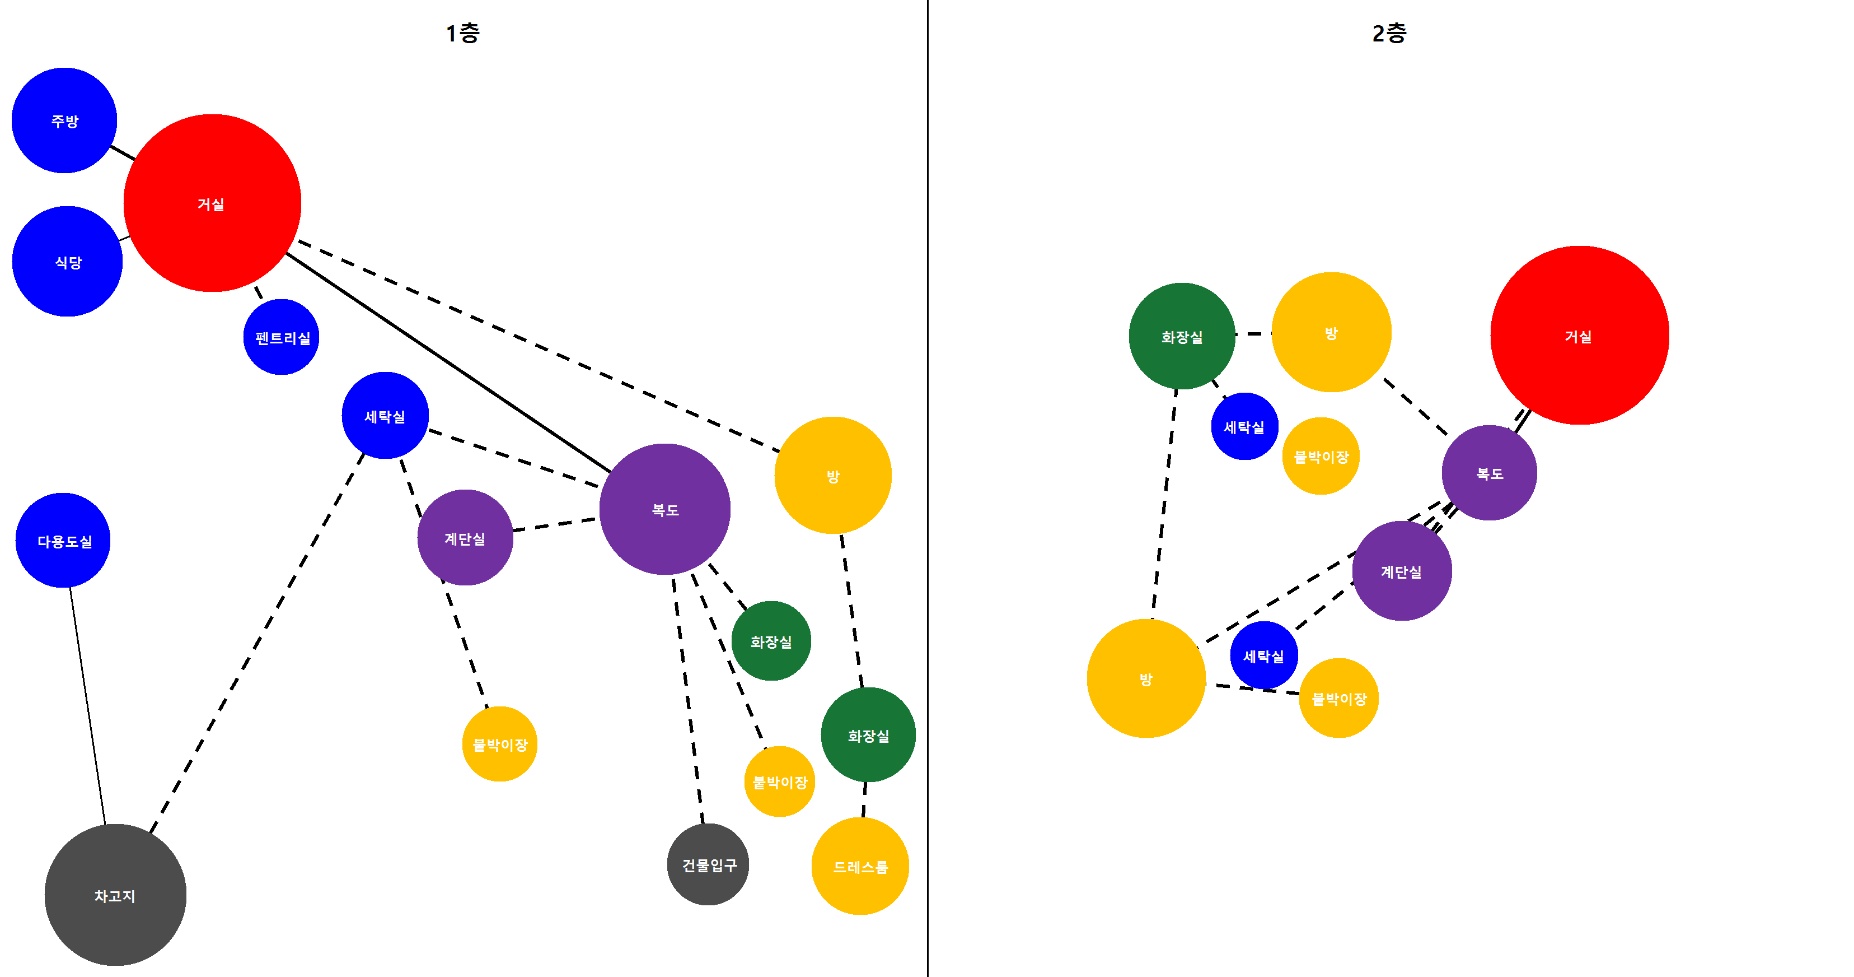 1층
주방
거실
식당
펜트리실
세탁실
복도
방
계단실
다용도실
화장실
화장실
붙박이장
붙박이장
건물입구
드레스룸
차고지
2층
화장실
방
거실
세탁실
붙박이장
복도
계단실
세탁실
방
붙박이장